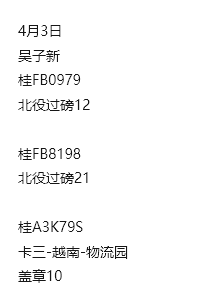 4月3日
吴子新
桂FB0979
北役过磅12

桂FB8198
北役过磅21

桂A3K79S
卡三-越南-物流园
盖章10